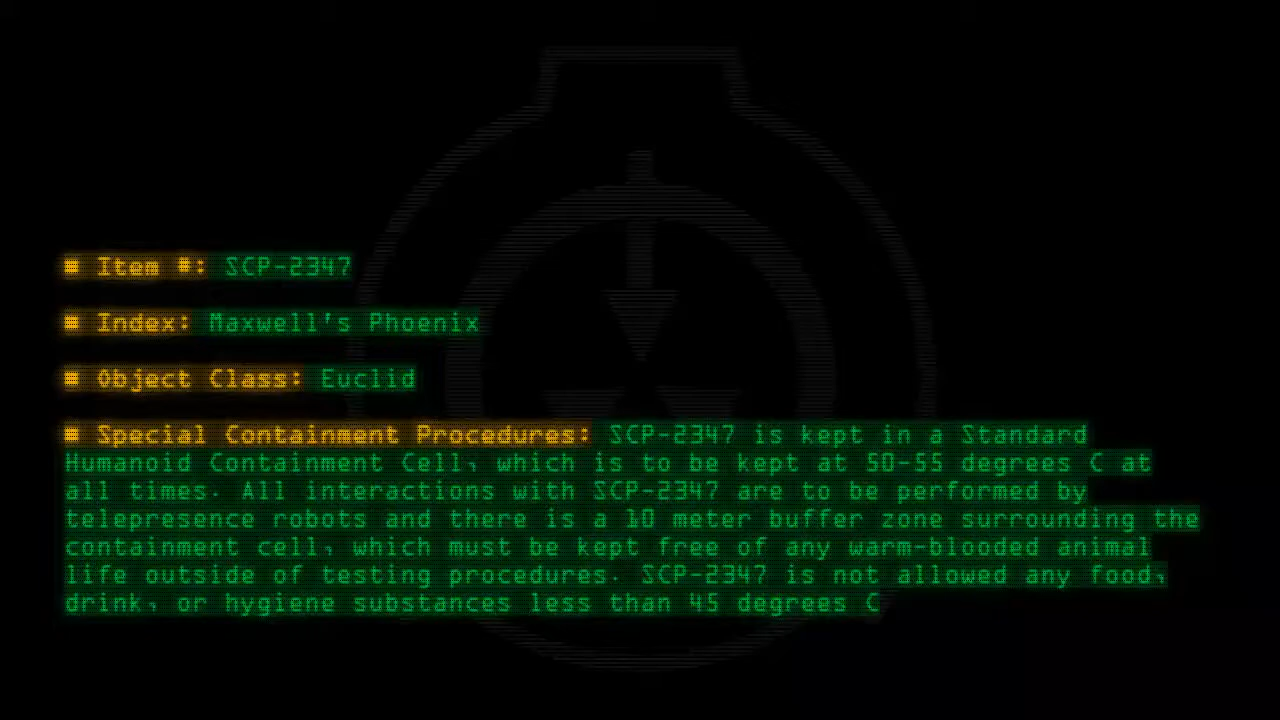 ■ Item #: SCP-2347
■ Index: Maxwell's Phoenix
■ Object Class: Euclid
■ Special Containment Procedures: SCP-2347 is kept in a Standard
Humanoid Containment Cell, which is to be kept at 50-55 degrees C at
all times. All interactions with SCP-2347 are to be performed by
telepresence robots and there is a 10 meter buffer zone surrounding the
containment cell, which must be kept free of any warm-blooded animal
life outside of testing procedures. SCP-2347 is not allowed any food,
drink, or hygiene substances less than 45 degrees C